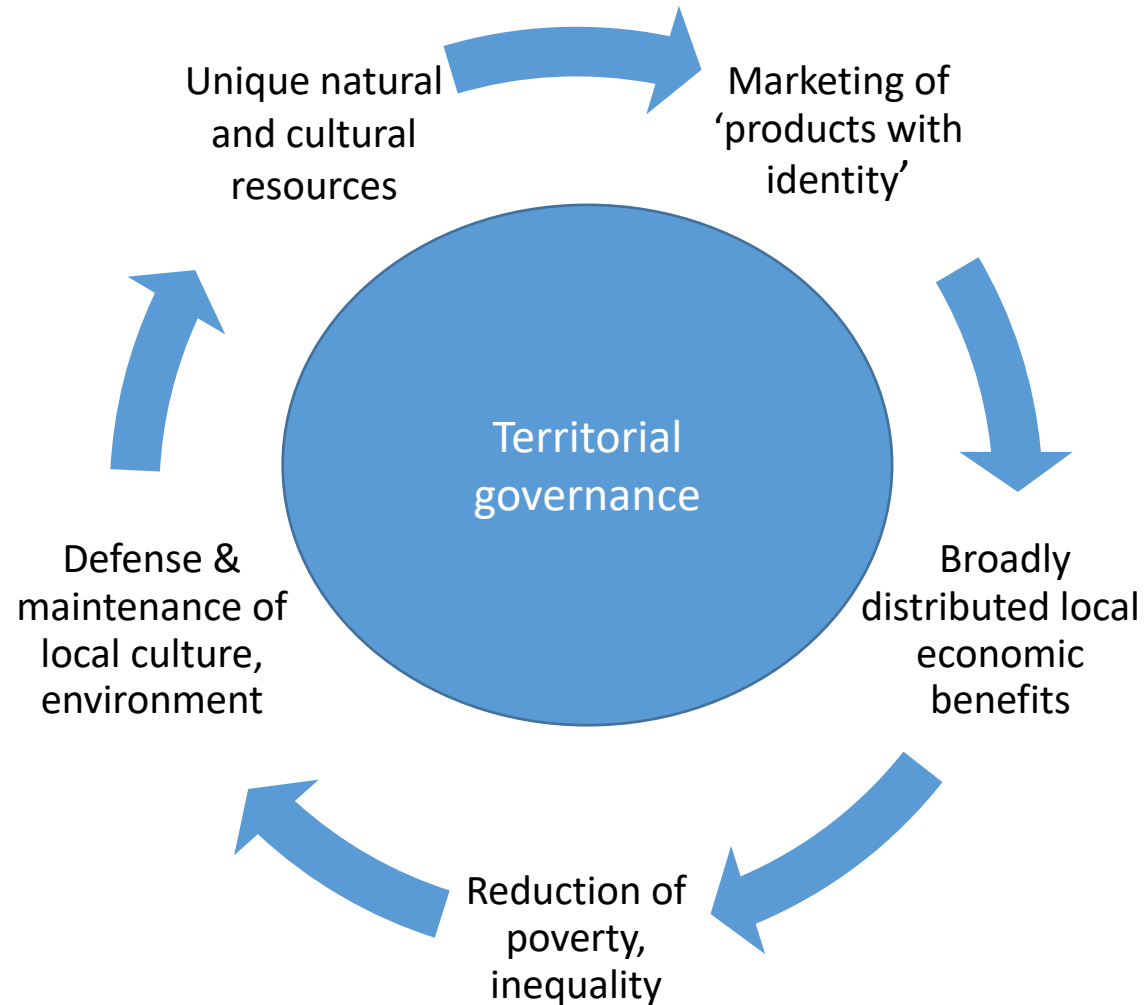 Unique natural
and cultural
resources
Marketing of
‘products with
identity’
Broadly
distributed local
economic
benefits
Reduction of
poverty,
inequality
Defense &
maintenance of
local culture,
environment
Territorial
governance